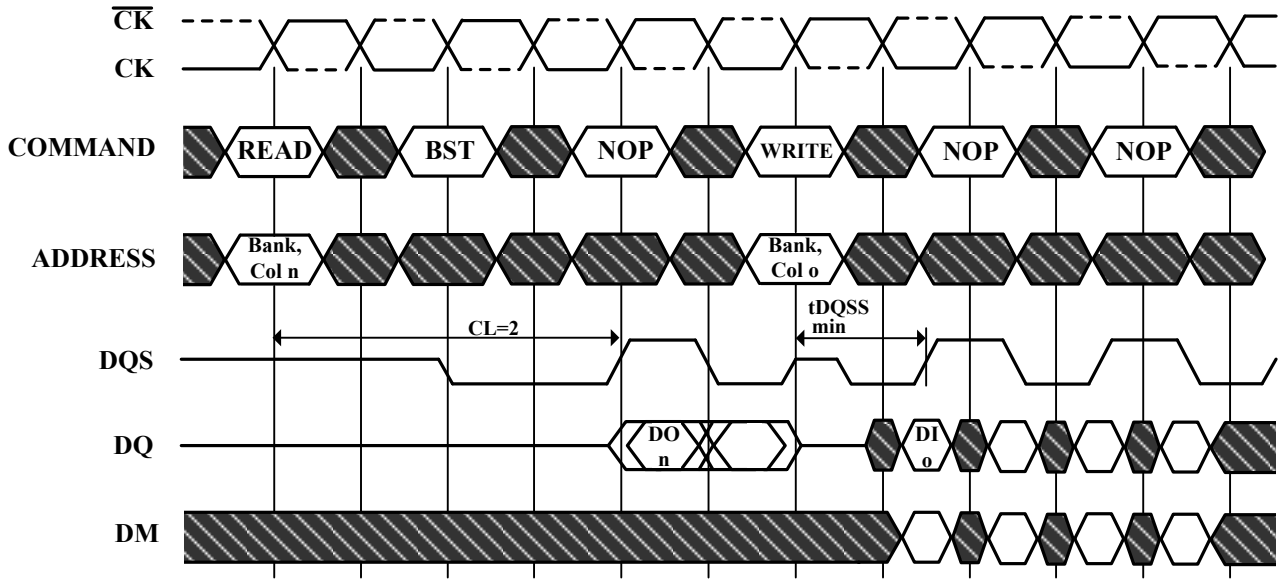 CK
CK
COMMAND READ BST NOP WRITE NOP NOP
ADDRESS Bank, Col n Bank, Col o
tDQSS
min
CL=2
DQS
DQ DO n DI o
DM